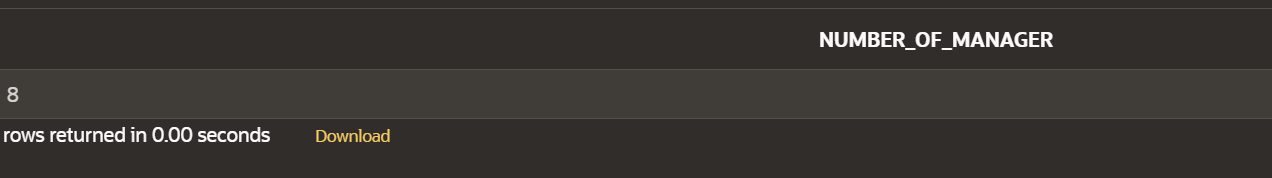 NUMBER_OF_MANAGER
8
rows returned in 0.00 seconds Download